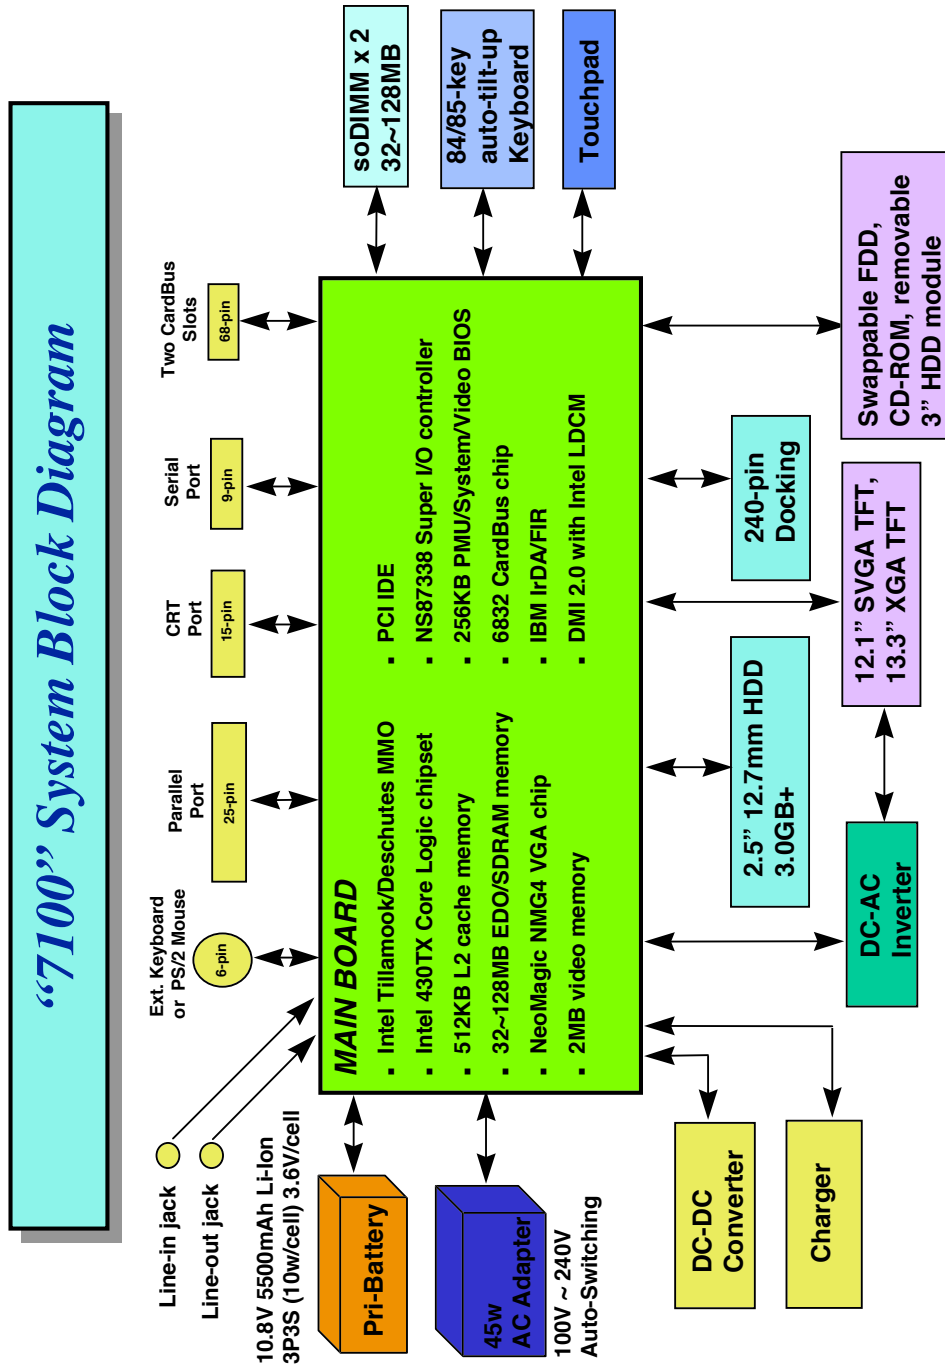 “7100” System Block Diagram
Line-in jack
Line-out jack
Ext. Keyboard
or PS/2 Mouse
6-pin
Parallel
Port
25-pin
CRT
Port
15-pin
Serial
Port
9-pin
Two CardBus
Slots
68-pin
10.8V 5500mAh Li-Ion
3P3S (10w/cell) 3.6V/cell
Pri-Battery
45w
AC Adapter
100V ~ 240V
Auto-Switching
MAIN BOARD
▪ Intel Tillamook/Deschutes MMO
▪ Intel 430TX Core Logic chipset
▪ 512KB L2 cache memory
▪ 32~128MB EDO/SDRAM memory
▪ NeoMagic NMG4 VGA chip
▪ 2MB video memory
▪ PCI IDE
▪ NS87338 Super I/O controller
▪ 256KB PMU/System/Video BIOS
▪ 6832 CardBus chip
▪ IBM IrDA/FIR
▪ DMI 2.0 with Intel LDCM
soDIMM x 2
32~128MB
84/85-key
auto-tilt-up
Keyboard
Touchpad
DC-DC
Converter
Charger
2.5” 12.7mm HDD
3.0GB+
240-pin
Docking
DC-AC
Inverter
12.1” SVGA TFT,
13.3” XGA TFT
Swappable FDD,
CD-ROM, removable
3” HDD module